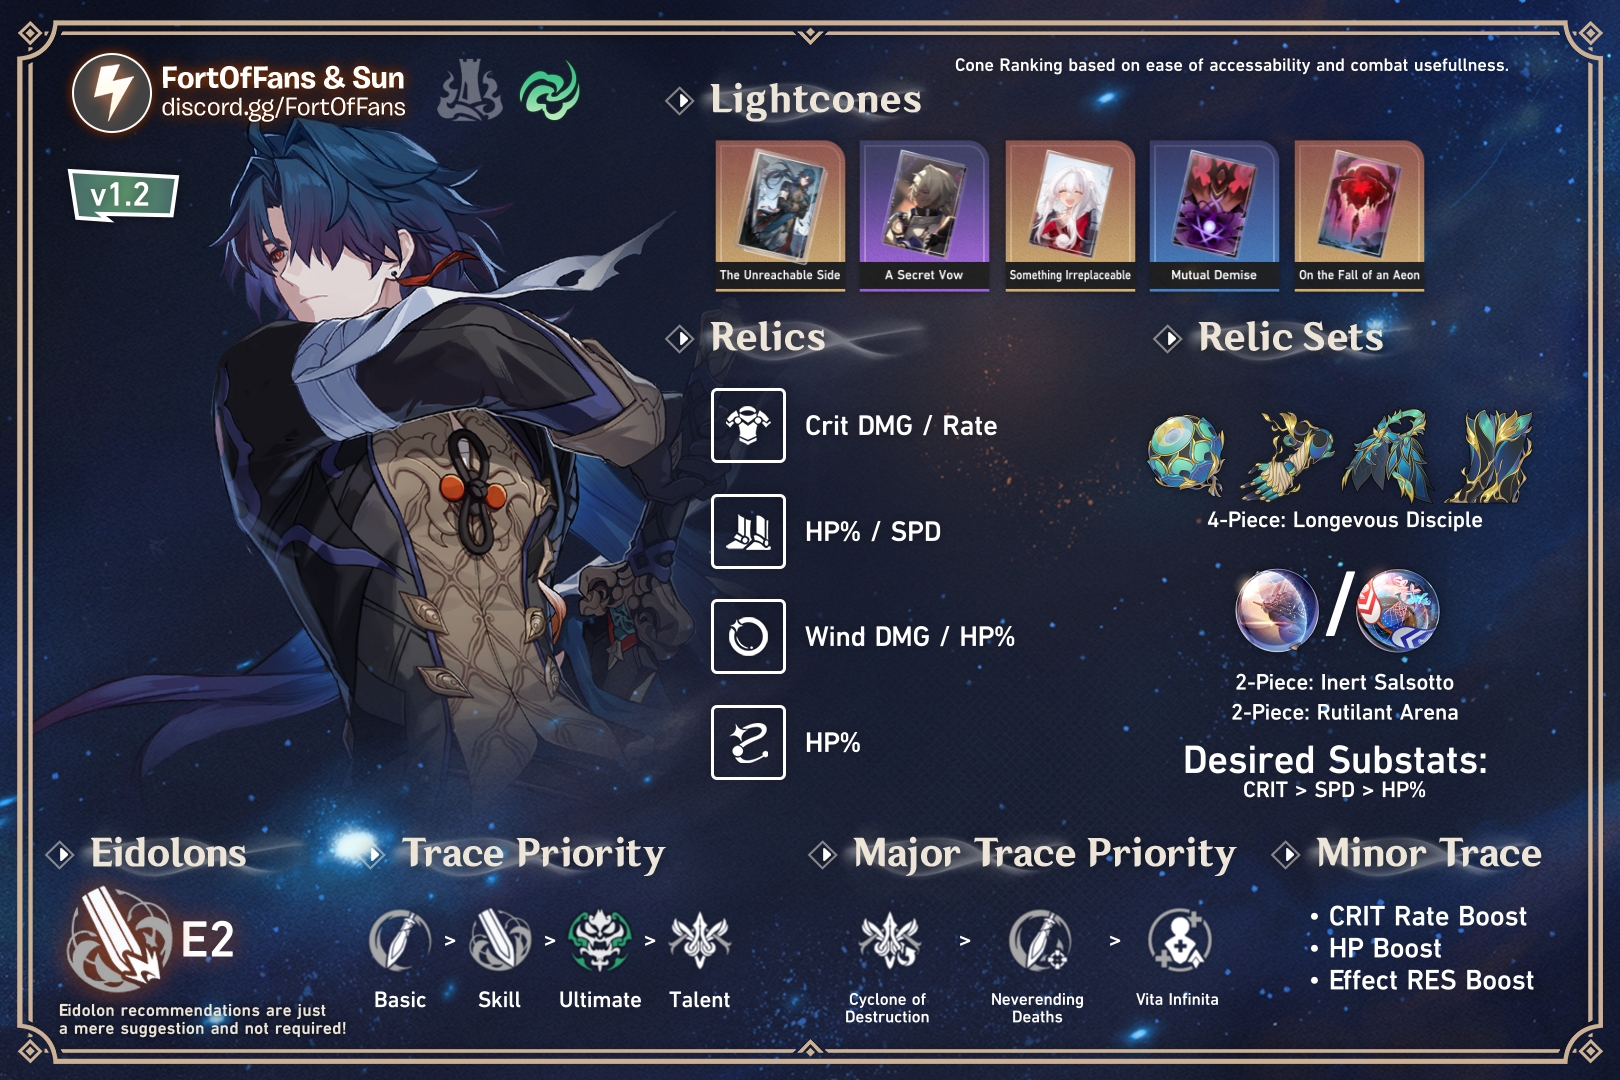 FortOfFans & Sun
discord.gg/FortOfFans
v1.2
Cone Ranking based on ease of accessability and combat usefullness.
Lightcones
The Unreachable Side
A Secret Vow
Something Irreplaceable
Mutual Demise
On the Fall of an Aeon
Relics
Crit DMG / Rate
HP% / SPD
Wind DMG / HP%
HP%
Relic Sets
4-Piece: Longevous Disciple
/
2-Piece: Inert Salsotto
2-Piece: Rutilant Arena
Desired Substats:
CRIT > SPD > HP%
Eidolons
E2
Eidolon recommendations are just
a mere suggestion and not required!
Trace Priority
> > >
Basic Skill Ultimate Talent
Major Trace Priority
> >
Cyclone of
Destruction
Neverending
Deaths
Vita Infinita
Minor Trace
• CRIT Rate Boost
• HP Boost
• Effect RES Boost